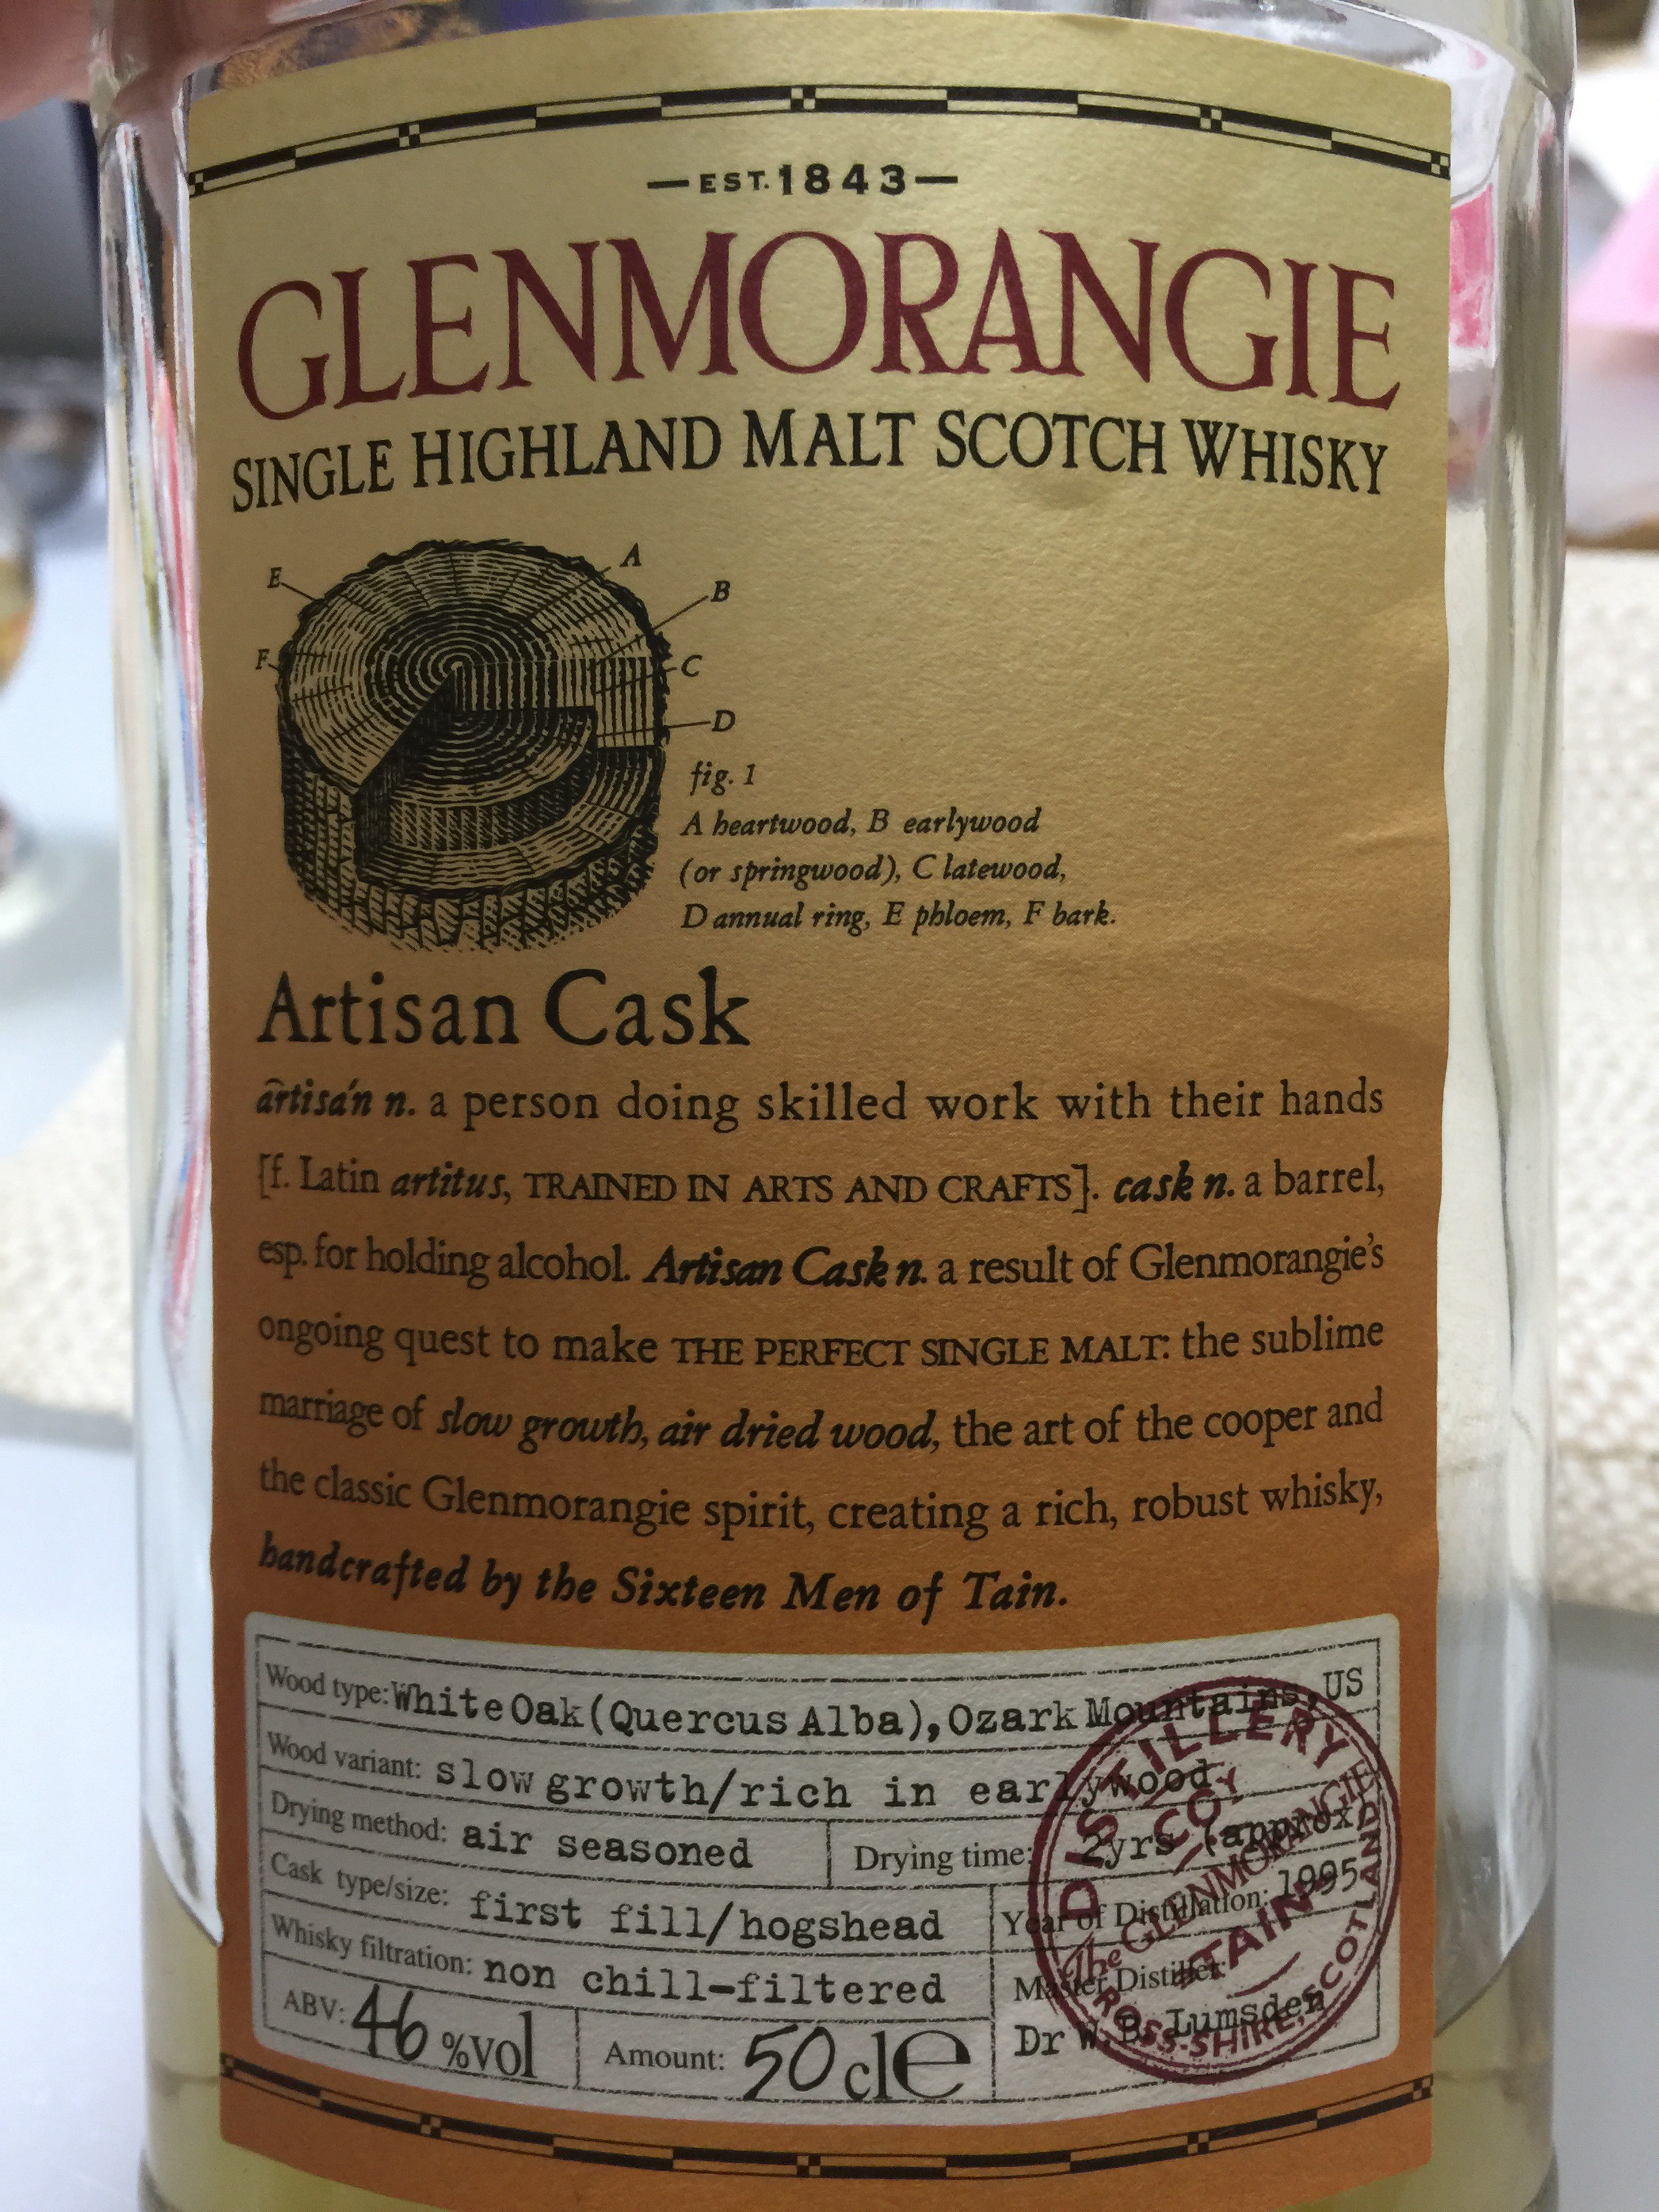 EST. 1843
GLENMORANGIE
SINGLE HIGHLAND MALT SCOTCH WHISKY
A
E
B
F
C
D
fig. 1
A heartwood, B earlywood
(or springwood), C latewood,
D annual ring, E phloem, F bark.
Artisan Cask
ârtisán n. a person doing skilled work with their hands
[f. Latin artitus, TRAINED IN ARTS AND CRAFTS]. cask n. a barrel,
esp. for holding alcohol. Artisan Cask n. a result of Glenmorangie's
ongoing quest to make THE PERFECT SINGLE MALT: the sublime
marriage of slow growth, air dried wood, the art of the cooper and
the classic Glenmorangie spirit, creating a rich, robust whisky,
handcrafted by the Sixteen Men of Tain.
Wood type: White Oak (Quercus Alba), Ozark Mountains, US
Wood variant: slow growth/rich in earlywood
Drying method: air seasoned Drying time: 2yrs (approx)
Cask type/size: first fill/hogshead Year of Distillation: 1995
Whisky filtration: non chill-filtered Master Distiller:
Dr W. B. Lumsden
ABV: 46 %vol Amount: 50 cl e
The GLENMORANGIE
DISTILLERY
COY
TAIN
ROSS-SHIRE, SCOTLAND